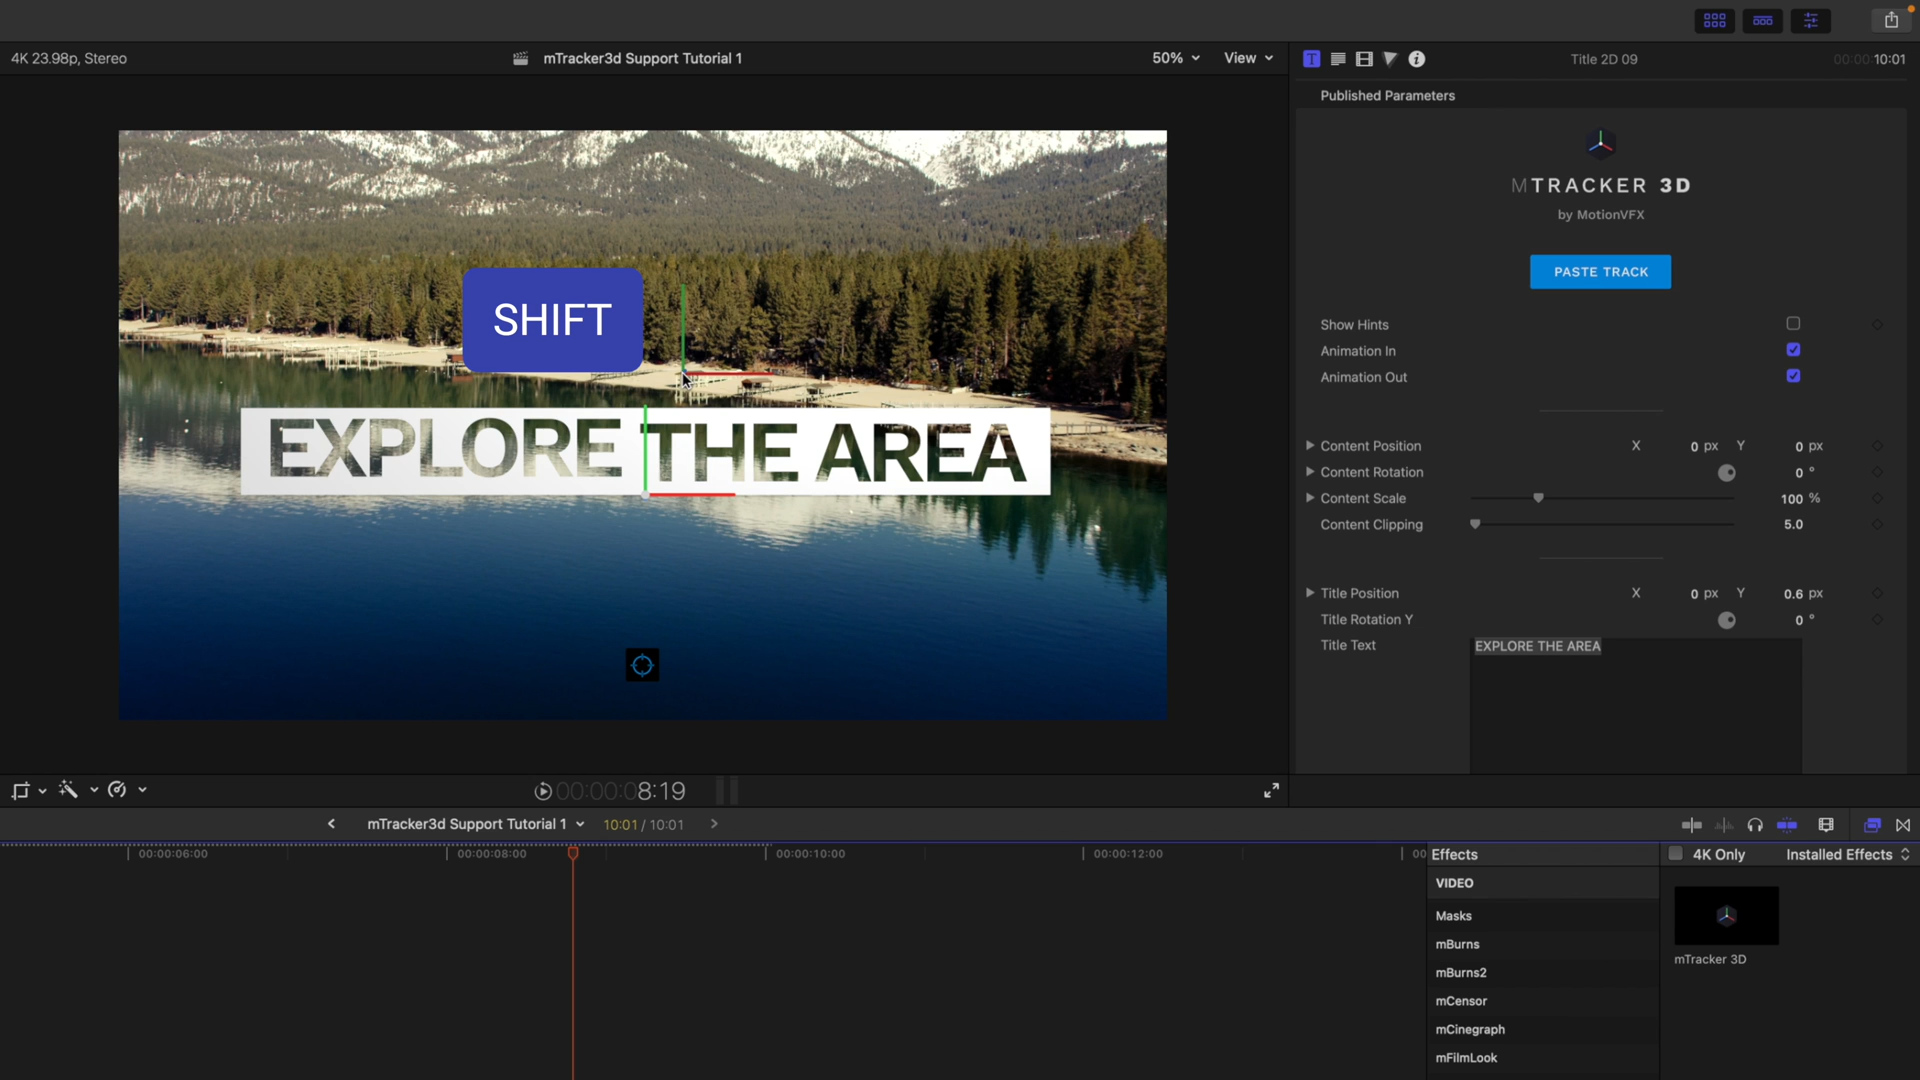 4K 23.98p, Stereo
mTracker3d Support Tutorial 1
50%
View
Title 2D 09
00:00:10:01
Published Parameters
MTRACKER 3D
by MotionVFX
PASTE TRACK
Show Hints
Animation In
Animation Out
Content Position X 0 px Y 0 px
Content Rotation 0 °
Content Scale 100 %
Content Clipping 5.0
Title Position X 0 px Y 0.6 px
Title Rotation Y 0 °
Title Text EXPLORE THE AREA
SHIFT
EXPLORE THE AREA
00:00:08:19
mTracker3d Support Tutorial 1
10:01 / 10:01
00:00:06:00
00:00:08:00
00:00:10:00
00:00:12:00
00
Effects
4K Only
Installed Effects
VIDEO
Masks
mBurns
mBurns2
mCensor
mCinegraph
mFilmLook
mTracker 3D